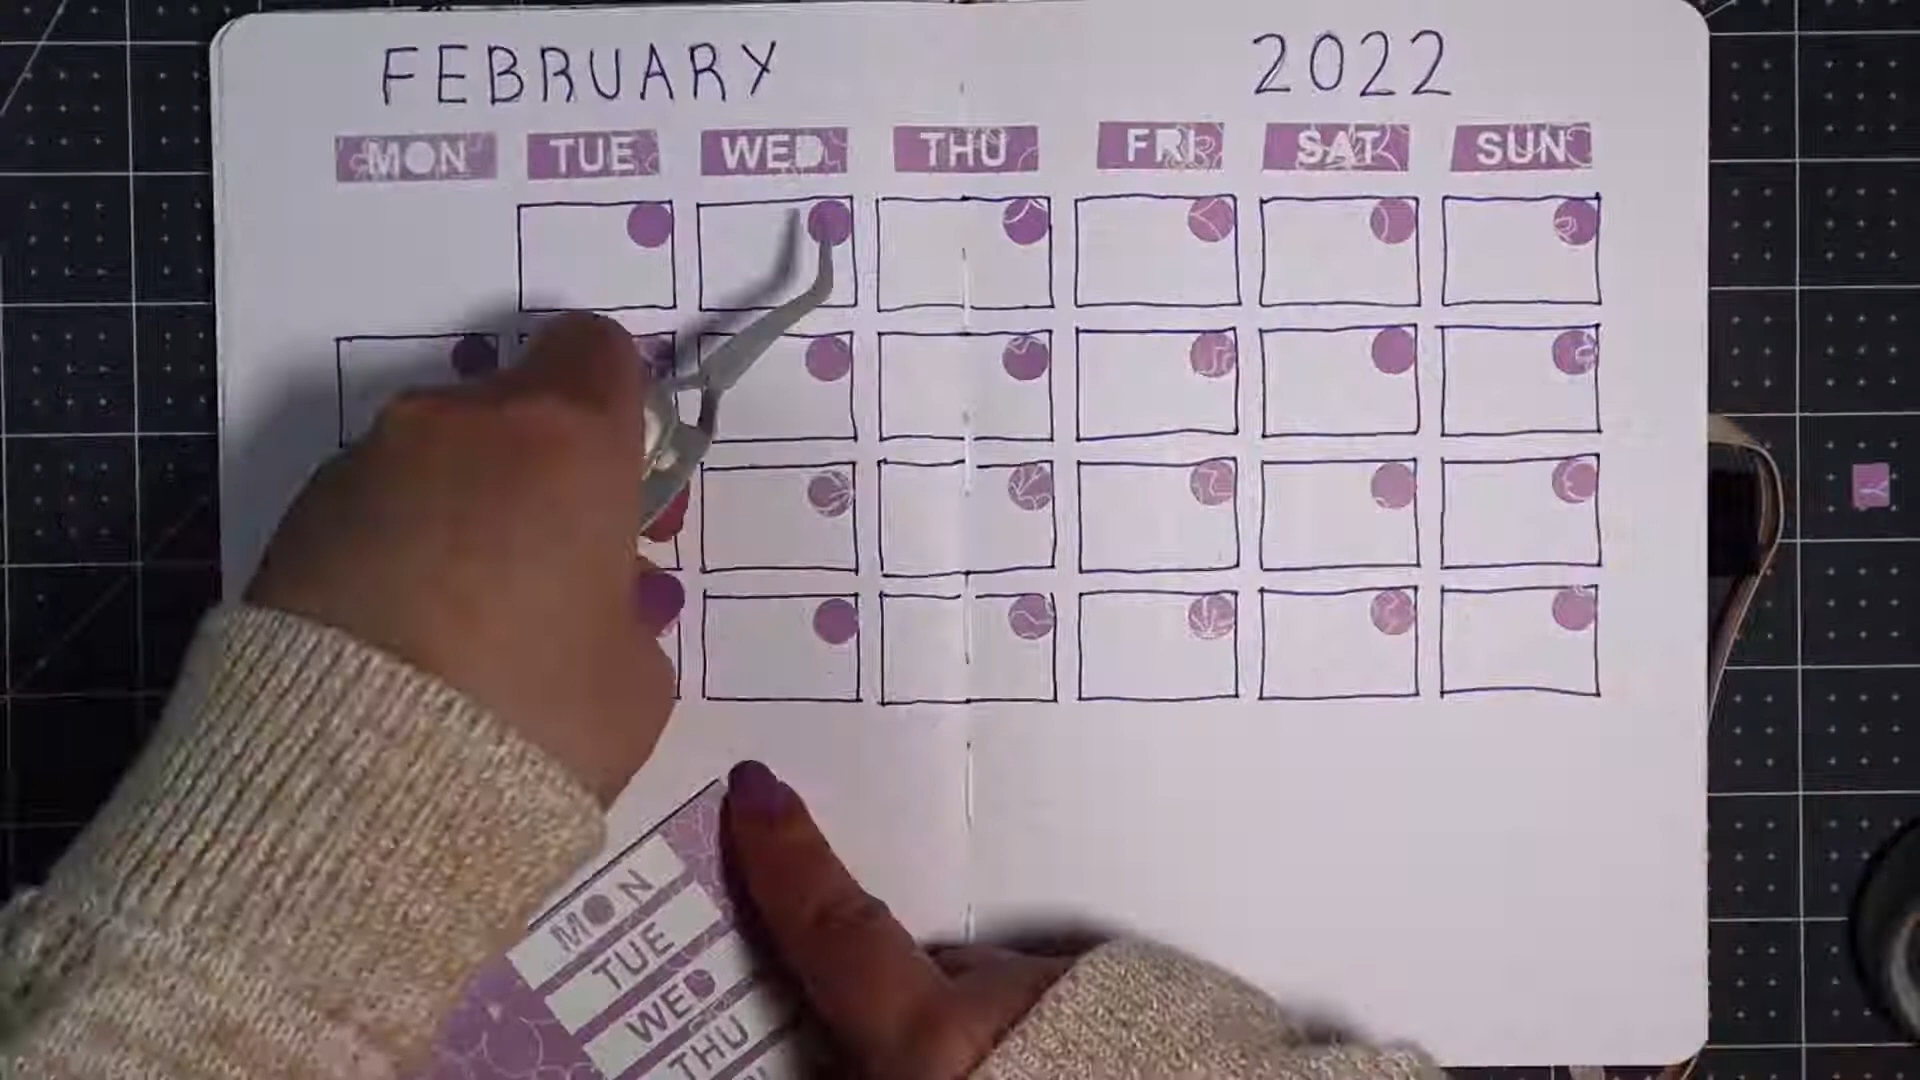 FEBRUARY 2022
MON TUE WED THU FRI SAT SUN
MON
TUE
WED
THU